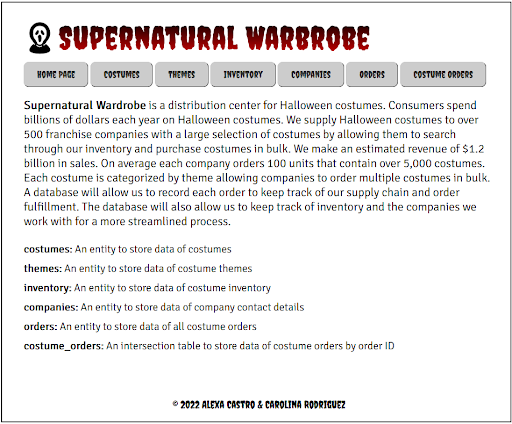 SUPERNATURAL WARBROBE
HOME PAGE COSTUMES THEMES INVENTORY COMPANIES ORDERS COSTUME ORDERS
Supernatural Wardrobe is a distribution center for Halloween costumes. Consumers spend
billions of dollars each year on Halloween costumes. We supply Halloween costumes to over
500 franchise companies with a large selection of costumes by allowing them to search
through our inventory and purchase costumes in bulk. We make an estimated revenue of $1.2
billion in sales. On average each company orders 100 units that contain over 5,000 costumes.
Each costume is categorized by theme allowing companies to order multiple costumes in bulk.
A database will allow us to record each order to keep track of our supply chain and order
fulfillment. The database will also allow us to keep track of inventory and the companies we
work with for a more streamlined process.
costumes: An entity to store data of costumes
themes: An entity to store data of costume themes
inventory: An entity to store data of costume inventory
companies: An entity to store data of company contact details
orders: An entity to store data of all costume orders
costume_orders: An intersection table to store data of costume orders by order ID
© 2022 ALEXA CASTRO & CAROLINA RODRIGUEZ